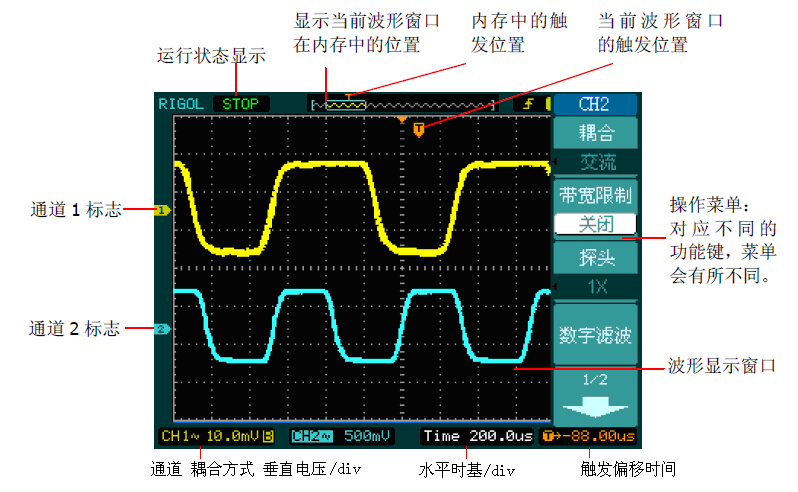 显示当前波形窗口
在内存中的位置
内存中的触
发位置
当前波形窗口
的触发位置
运行状态显示
RIGOL STOP
T
CH2
T
耦合
交流
带宽限制
关闭
探头
1X
数字滤波
1/2
通道 1 标志
1
通道 2 标志
2
操作菜单：
对应不同的
功能键，菜单
会有所不同。
波形显示窗口
CH1~ 10.0mV B CH2~ 500mV Time 200.0us T→-88.00us
通道 耦合方式 垂直电压/div
水平时基/div
触发偏移时间